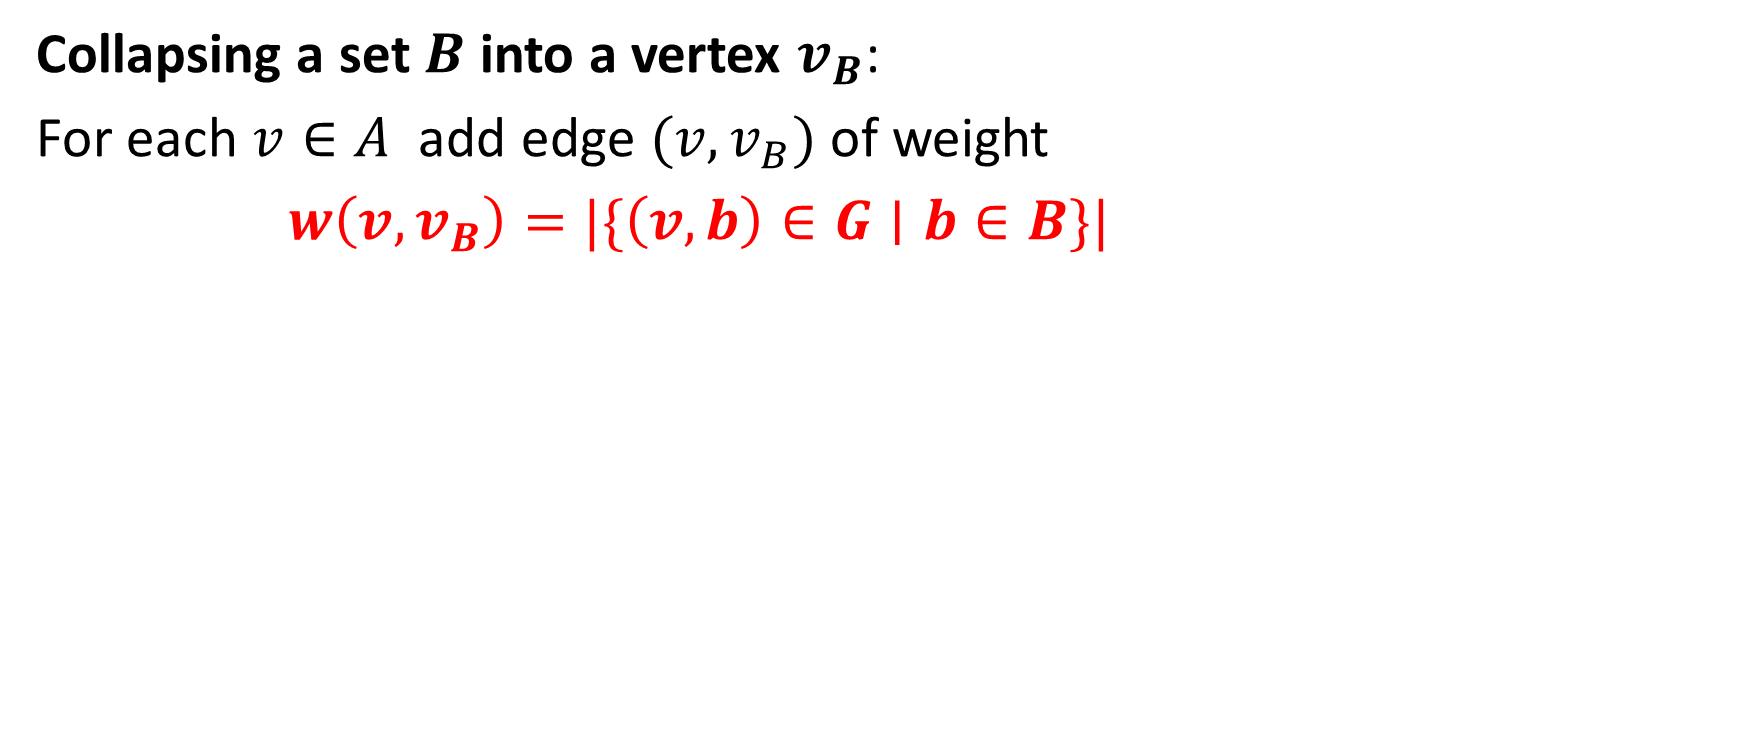 Collapsing a set 𝑩 into a vertex 𝒗_𝑩:
For each 𝑣 ∈ 𝐴 add edge (𝑣, 𝑣_𝐵) of weight
𝒘(𝒗, 𝒗_𝑩) = |{(𝒗, 𝒃) ∈ 𝑮 | 𝒃 ∈ 𝑩}|